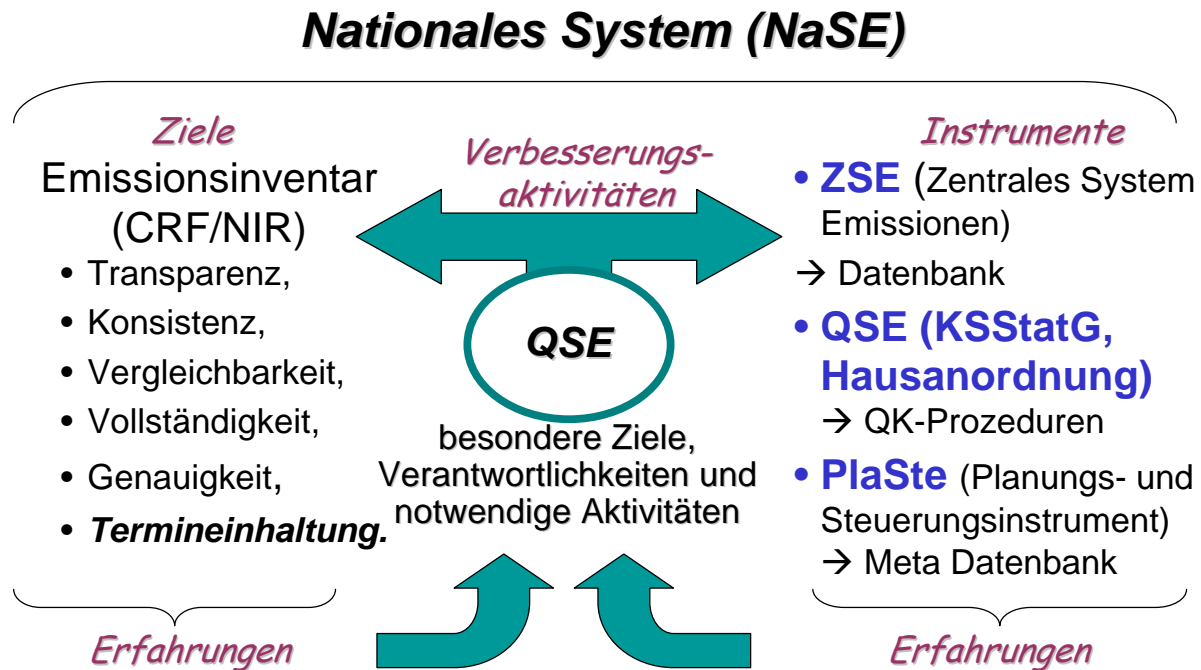 Nationales System (NaSE)
Ziele
Emissionsinventar
(CRF/NIR)
• Transparenz,
• Konsistenz,
• Vergleichbarkeit,
• Vollständigkeit,
• Genauigkeit,
• Termineinhaltung.
Erfahrungen
Verbesserungs-
aktivitäten
QSE
besondere Ziele,
Verantwortlichkeiten und
notwendige Aktivitäten
Instrumente
• ZSE (Zentrales System
Emissionen)
→ Datenbank
• QSE (KSStatG,
Hausanordnung)
→ QK-Prozeduren
• PlaSte (Planungs- und
Steuerungsinstrument)
→ Meta Datenbank
Erfahrungen